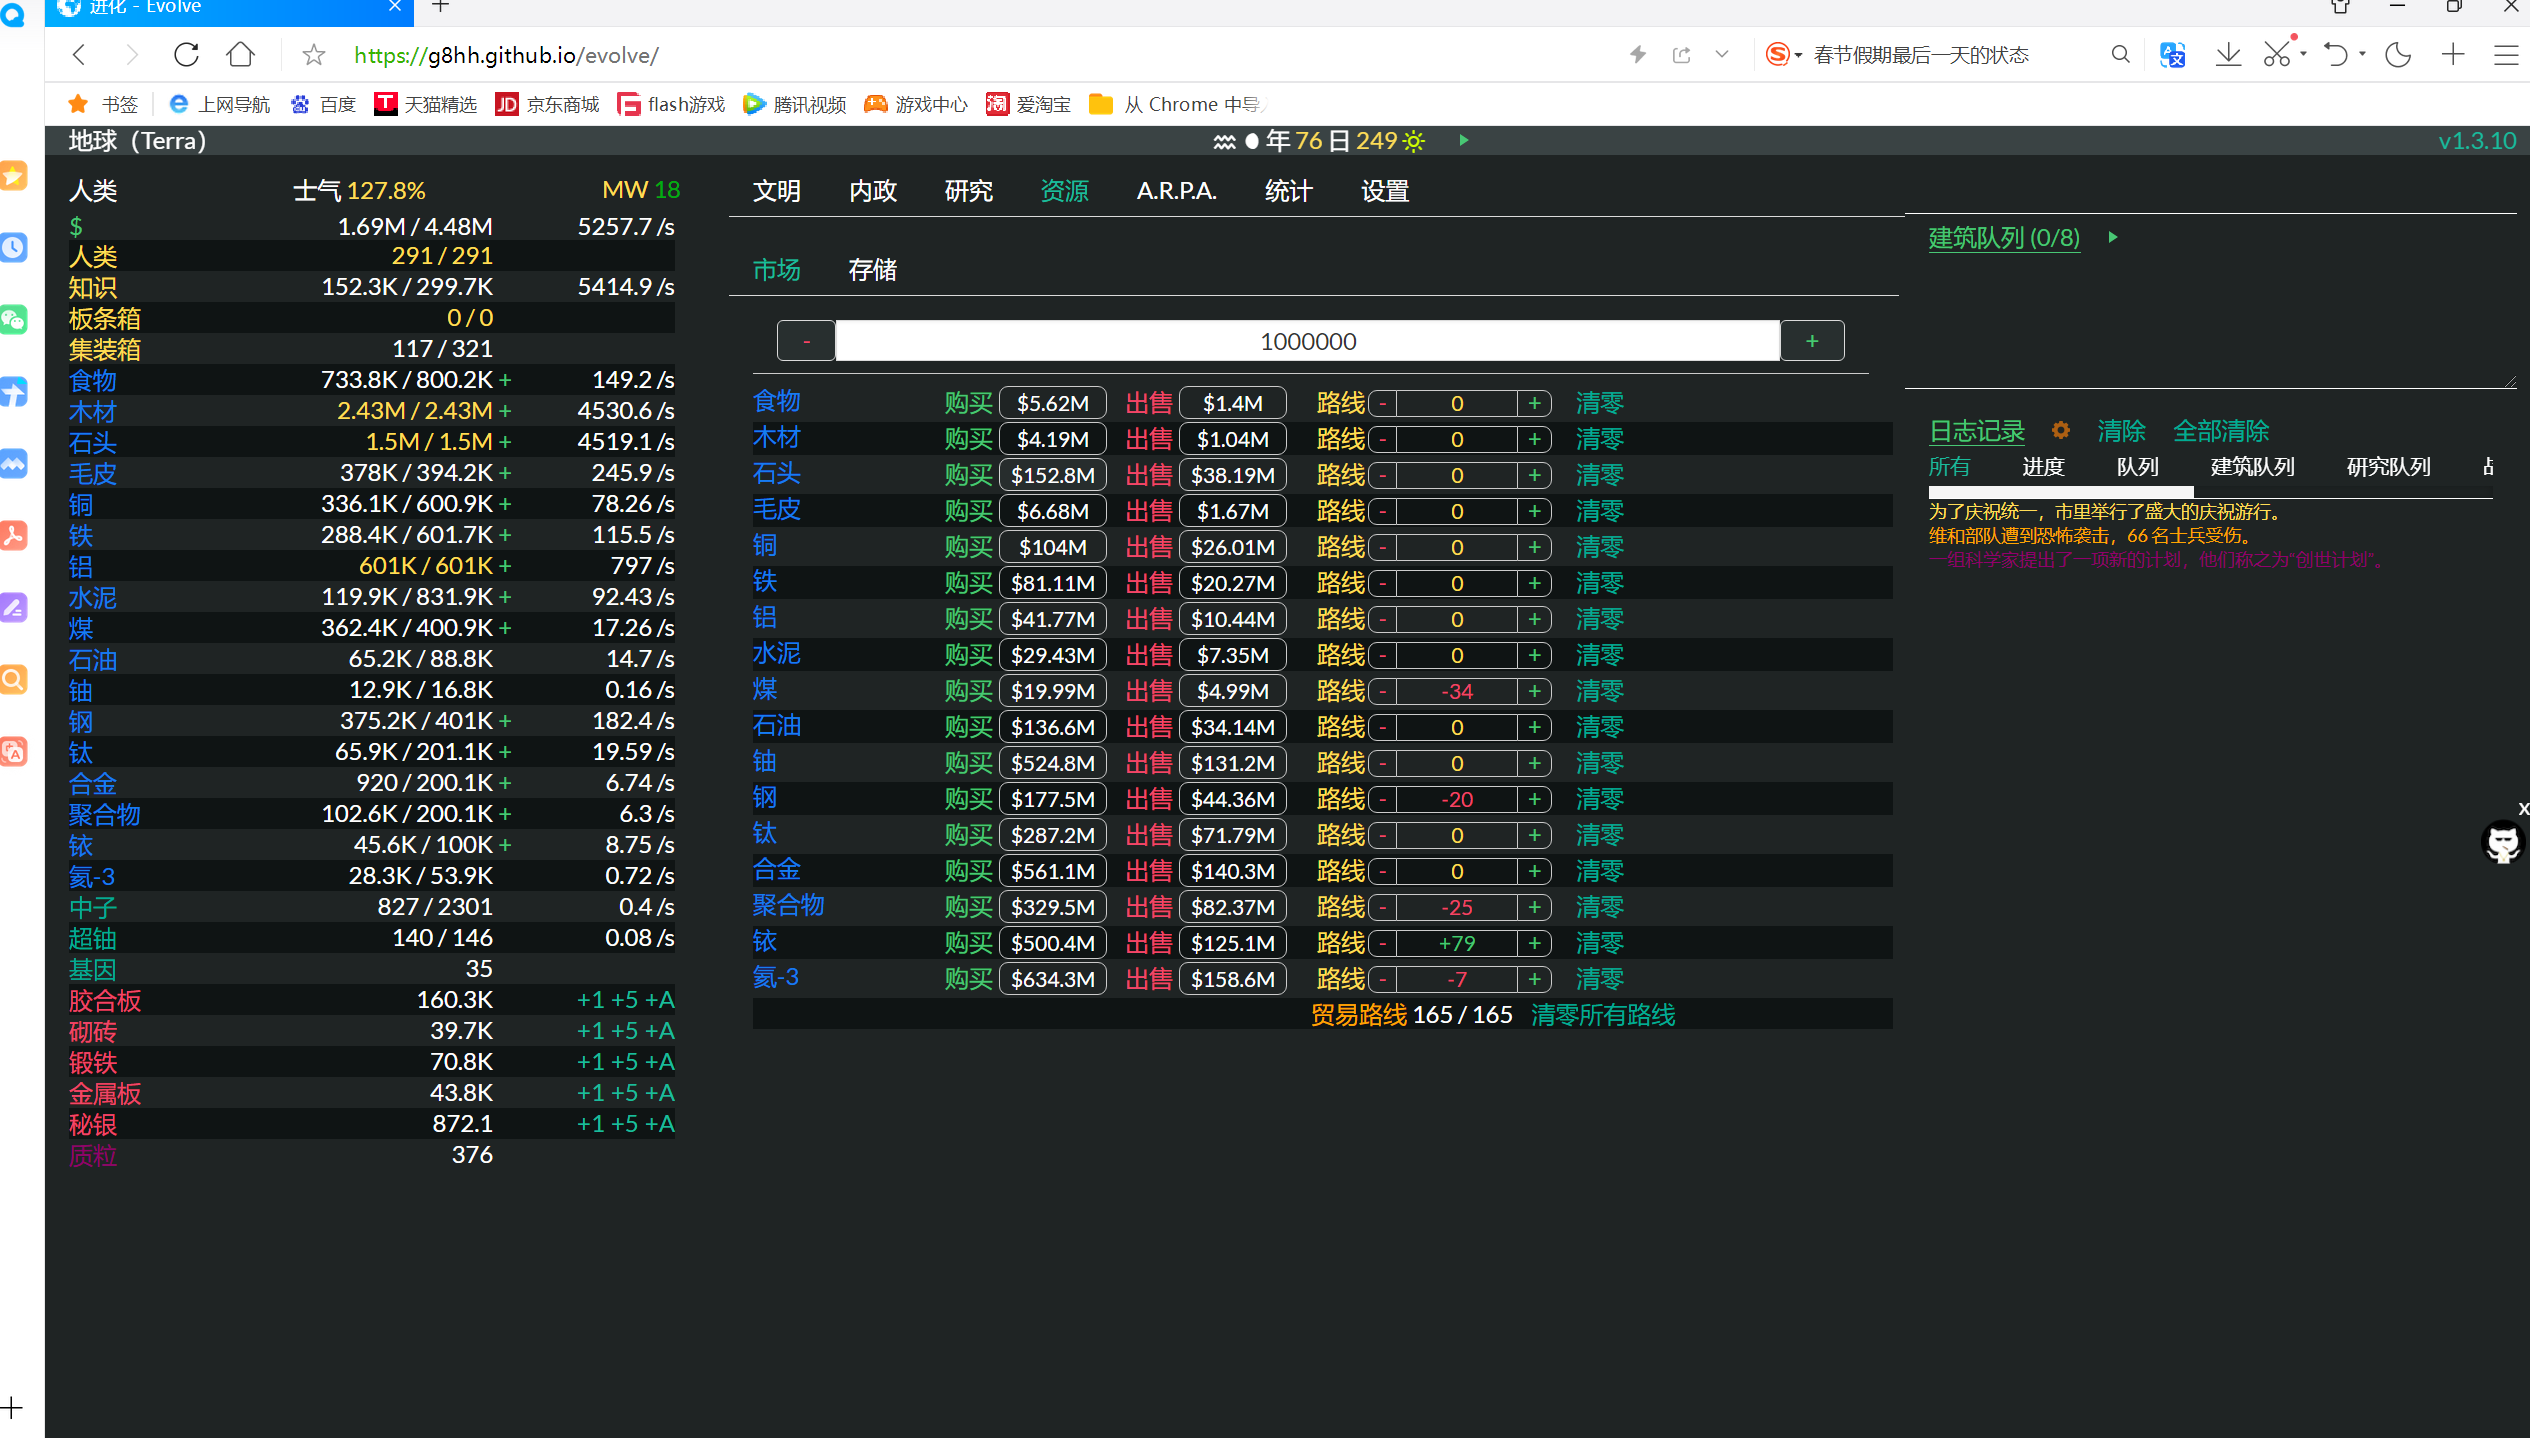 进化 - Evolve
https://g8hh.github.io/evolve/
春节假期最后一天的状态
书签 上网导航 百度 天猫精选 京东商城 flash游戏 腾讯视频 游戏中心 爱淘宝 从 Chrome 中导
地球（Terra） 年 76 日 249 v1.3.10
人类 士气 127.8% MW 18
$ 1.69M / 4.48M 5257.7 /s
人类 291 / 291
知识 152.3K / 299.7K 5414.9 /s
板条箱 0 / 0
集装箱 117 / 321
食物 733.8K / 800.2K + 149.2 /s
木材 2.43M / 2.43M + 4530.6 /s
石头 1.5M / 1.5M + 4519.1 /s
毛皮 378K / 394.2K + 245.9 /s
铜 336.1K / 600.9K + 78.26 /s
铁 288.4K / 601.7K + 115.5 /s
铝 601K / 601K + 797 /s
水泥 119.9K / 831.9K + 92.43 /s
煤 362.4K / 400.9K + 17.26 /s
石油 65.2K / 88.8K 14.7 /s
铀 12.9K / 16.8K 0.16 /s
钢 375.2K / 401K + 182.4 /s
钛 65.9K / 201.1K + 19.59 /s
合金 920 / 200.1K + 6.74 /s
聚合物 102.6K / 200.1K + 6.3 /s
铱 45.6K / 100K + 8.75 /s
氦-3 28.3K / 53.9K 0.72 /s
中子 827 / 2301 0.4 /s
超铀 140 / 146 0.08 /s
基因 35
胶合板 160.3K +1 +5 +A
砌砖 39.7K +1 +5 +A
锻铁 70.8K +1 +5 +A
金属板 43.8K +1 +5 +A
秘银 872.1 +1 +5 +A
质粒 376
文明 内政 研究 资源 A.R.P.A. 统计 设置
市场 存储
- 1000000 +
食物 购买 $5.62M 出售 $1.4M 路线 - 0 + 清零
木材 购买 $4.19M 出售 $1.04M 路线 - 0 + 清零
石头 购买 $152.8M 出售 $38.19M 路线 - 0 + 清零
毛皮 购买 $6.68M 出售 $1.67M 路线 - 0 + 清零
铜 购买 $104M 出售 $26.01M 路线 - 0 + 清零
铁 购买 $81.11M 出售 $20.27M 路线 - 0 + 清零
铝 购买 $41.77M 出售 $10.44M 路线 - 0 + 清零
水泥 购买 $29.43M 出售 $7.35M 路线 - 0 + 清零
煤 购买 $19.99M 出售 $4.99M 路线 - -34 + 清零
石油 购买 $136.6M 出售 $34.14M 路线 - 0 + 清零
铀 购买 $524.8M 出售 $131.2M 路线 - 0 + 清零
钢 购买 $177.5M 出售 $44.36M 路线 - -20 + 清零
钛 购买 $287.2M 出售 $71.79M 路线 - 0 + 清零
合金 购买 $561.1M 出售 $140.3M 路线 - 0 + 清零
聚合物 购买 $329.5M 出售 $82.37M 路线 - -25 + 清零
铱 购买 $500.4M 出售 $125.1M 路线 - +79 + 清零
氦-3 购买 $634.3M 出售 $158.6M 路线 - -7 + 清零
贸易路线 165 / 165 清零所有路线
建筑队列 (0/8)
日志记录 清除 全部清除
所有 进度 队列 建筑队列 研究队列
为了庆祝统一，市里举行了盛大的庆祝游行。
维和部队遭到恐怖袭击，66 名士兵受伤。
一组科学家提出了一项新的计划，他们称之为“创世计划”。
x